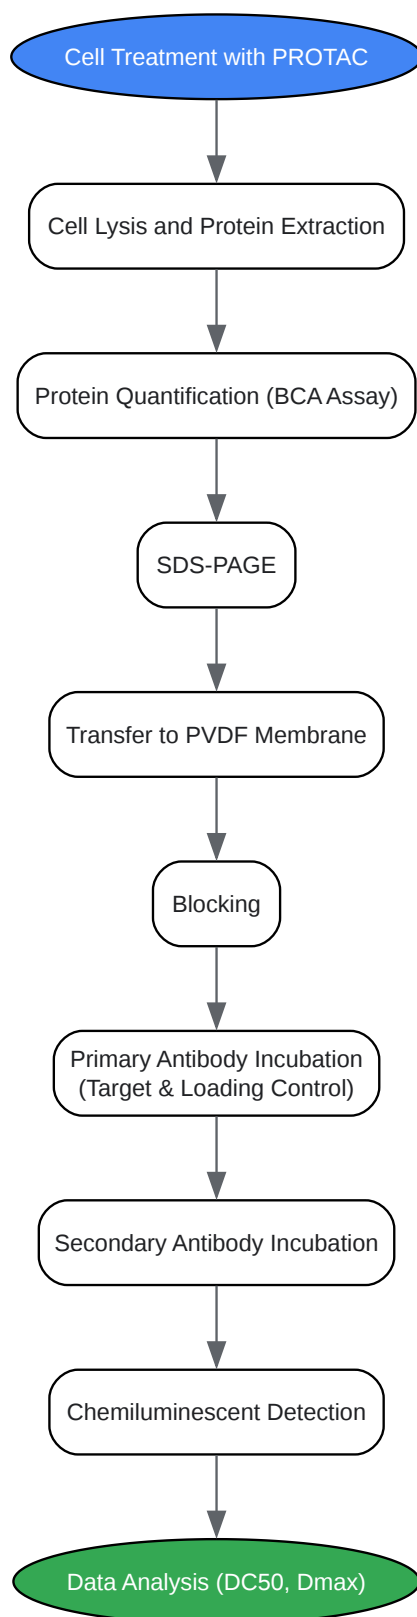 Cell Treatment with PROTAC
Cell Lysis and Protein Extraction
Protein Quantification (BCA Assay)
SDS-PAGE
Transfer to PVDF Membrane
Blocking
Primary Antibody Incubation
(Target & Loading Control)
Secondary Antibody Incubation
Chemiluminescent Detection
Data Analysis (DC50, Dmax)